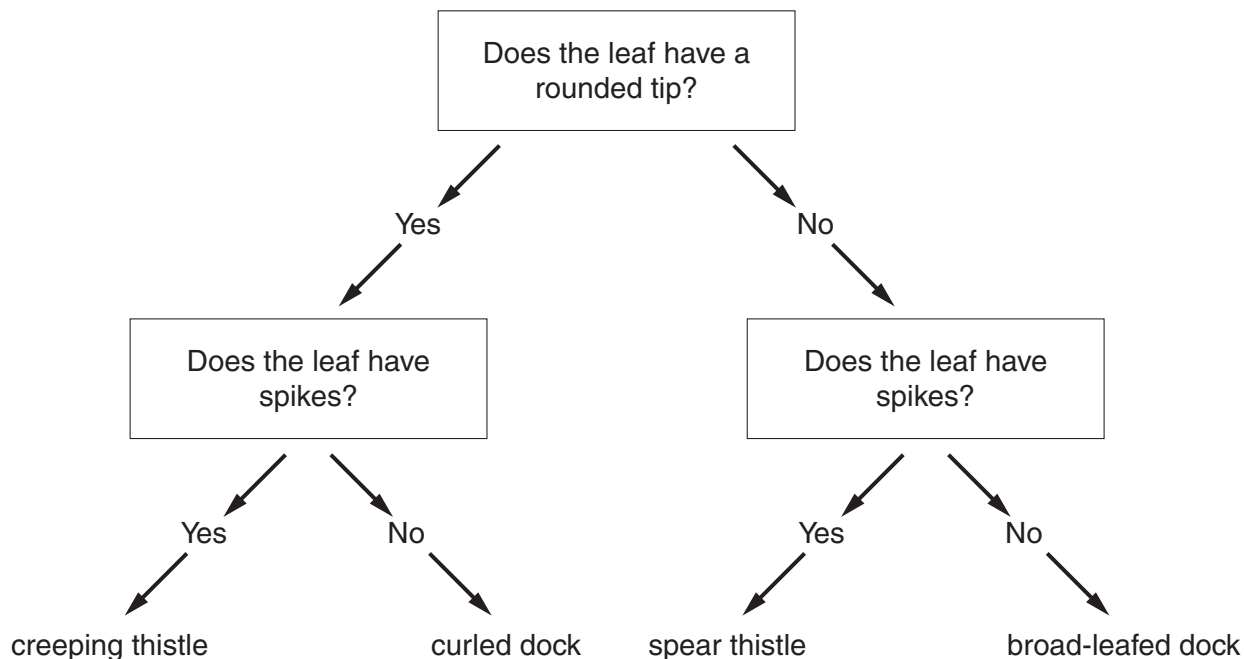 Does the leaf have a
rounded tip?
Yes
No
Does the leaf have
spikes?
Does the leaf have
spikes?
Yes
No
Yes
No
creeping thistle
curled dock
spear thistle
broad-leafed dock